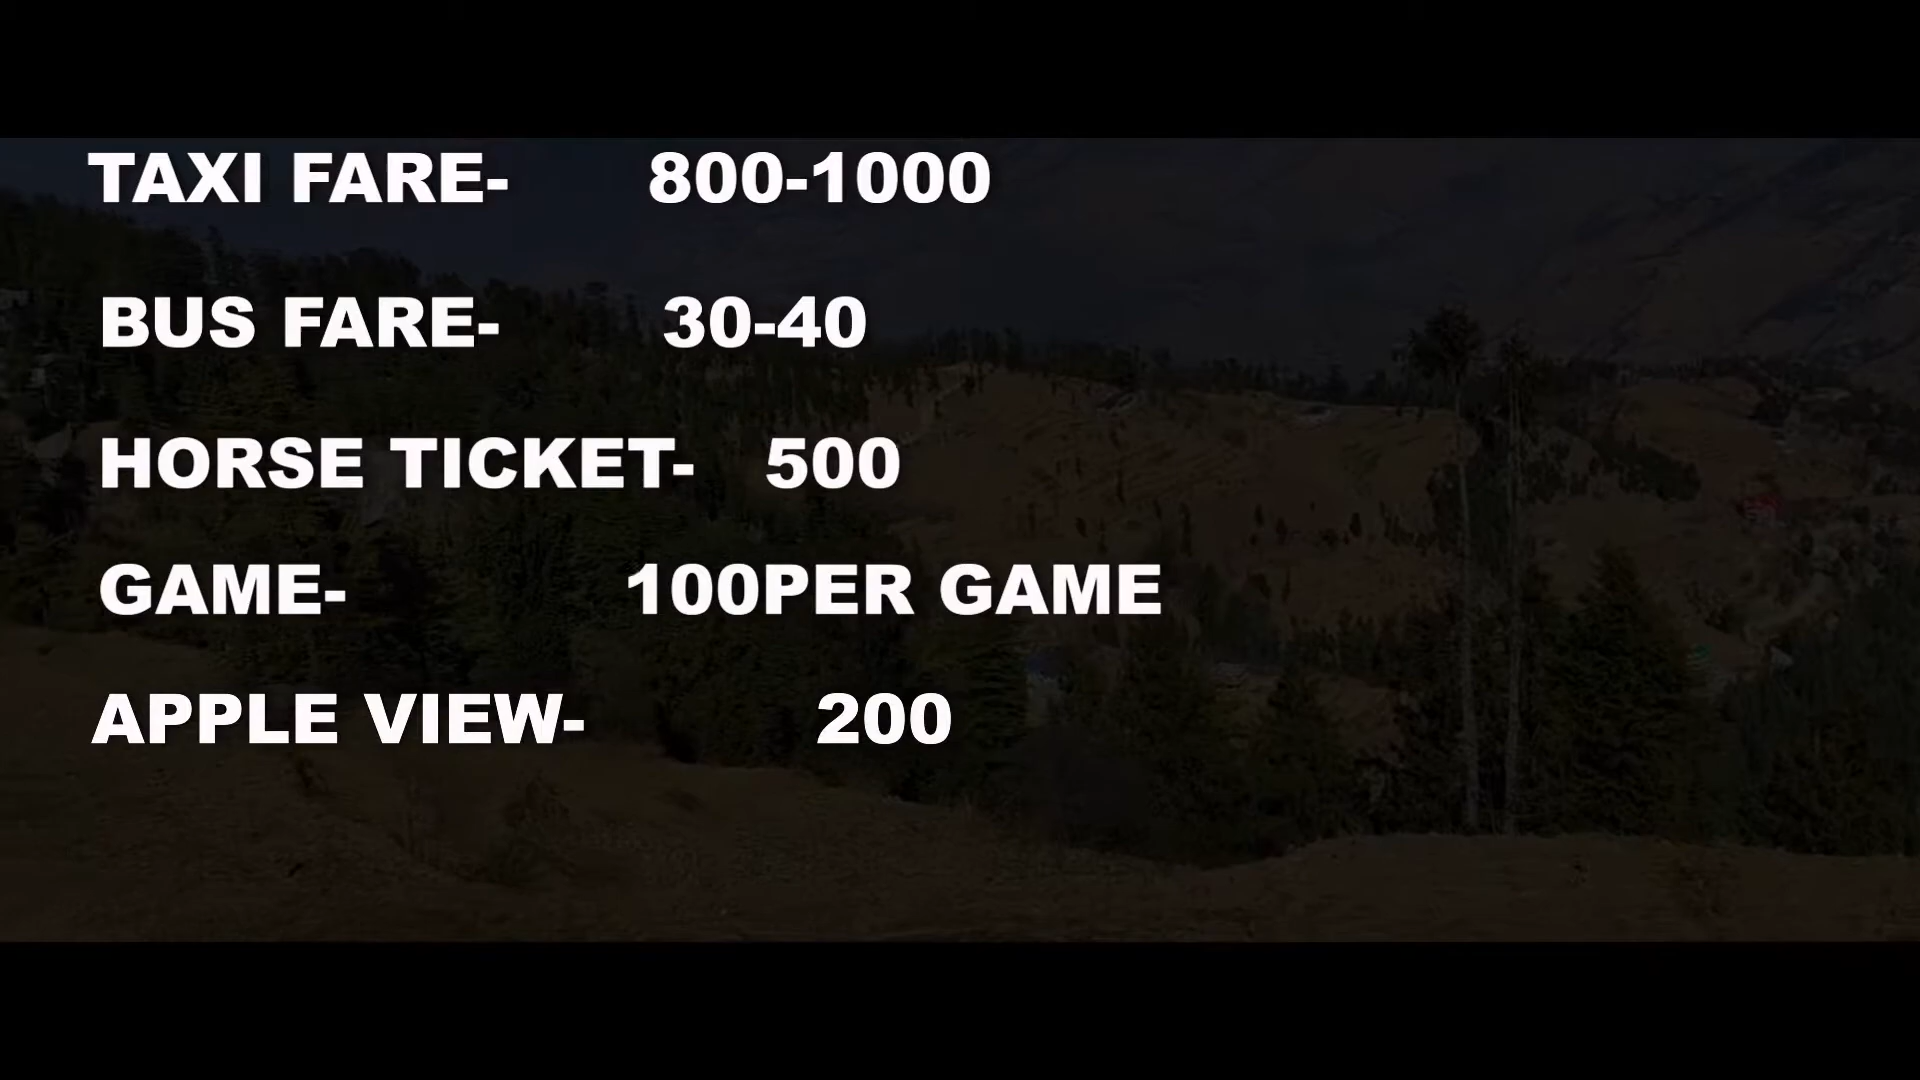 TAXI FARE- 800-1000
BUS FARE- 30-40
HORSE TICKET- 500
GAME- 100PER GAME
APPLE VIEW- 200